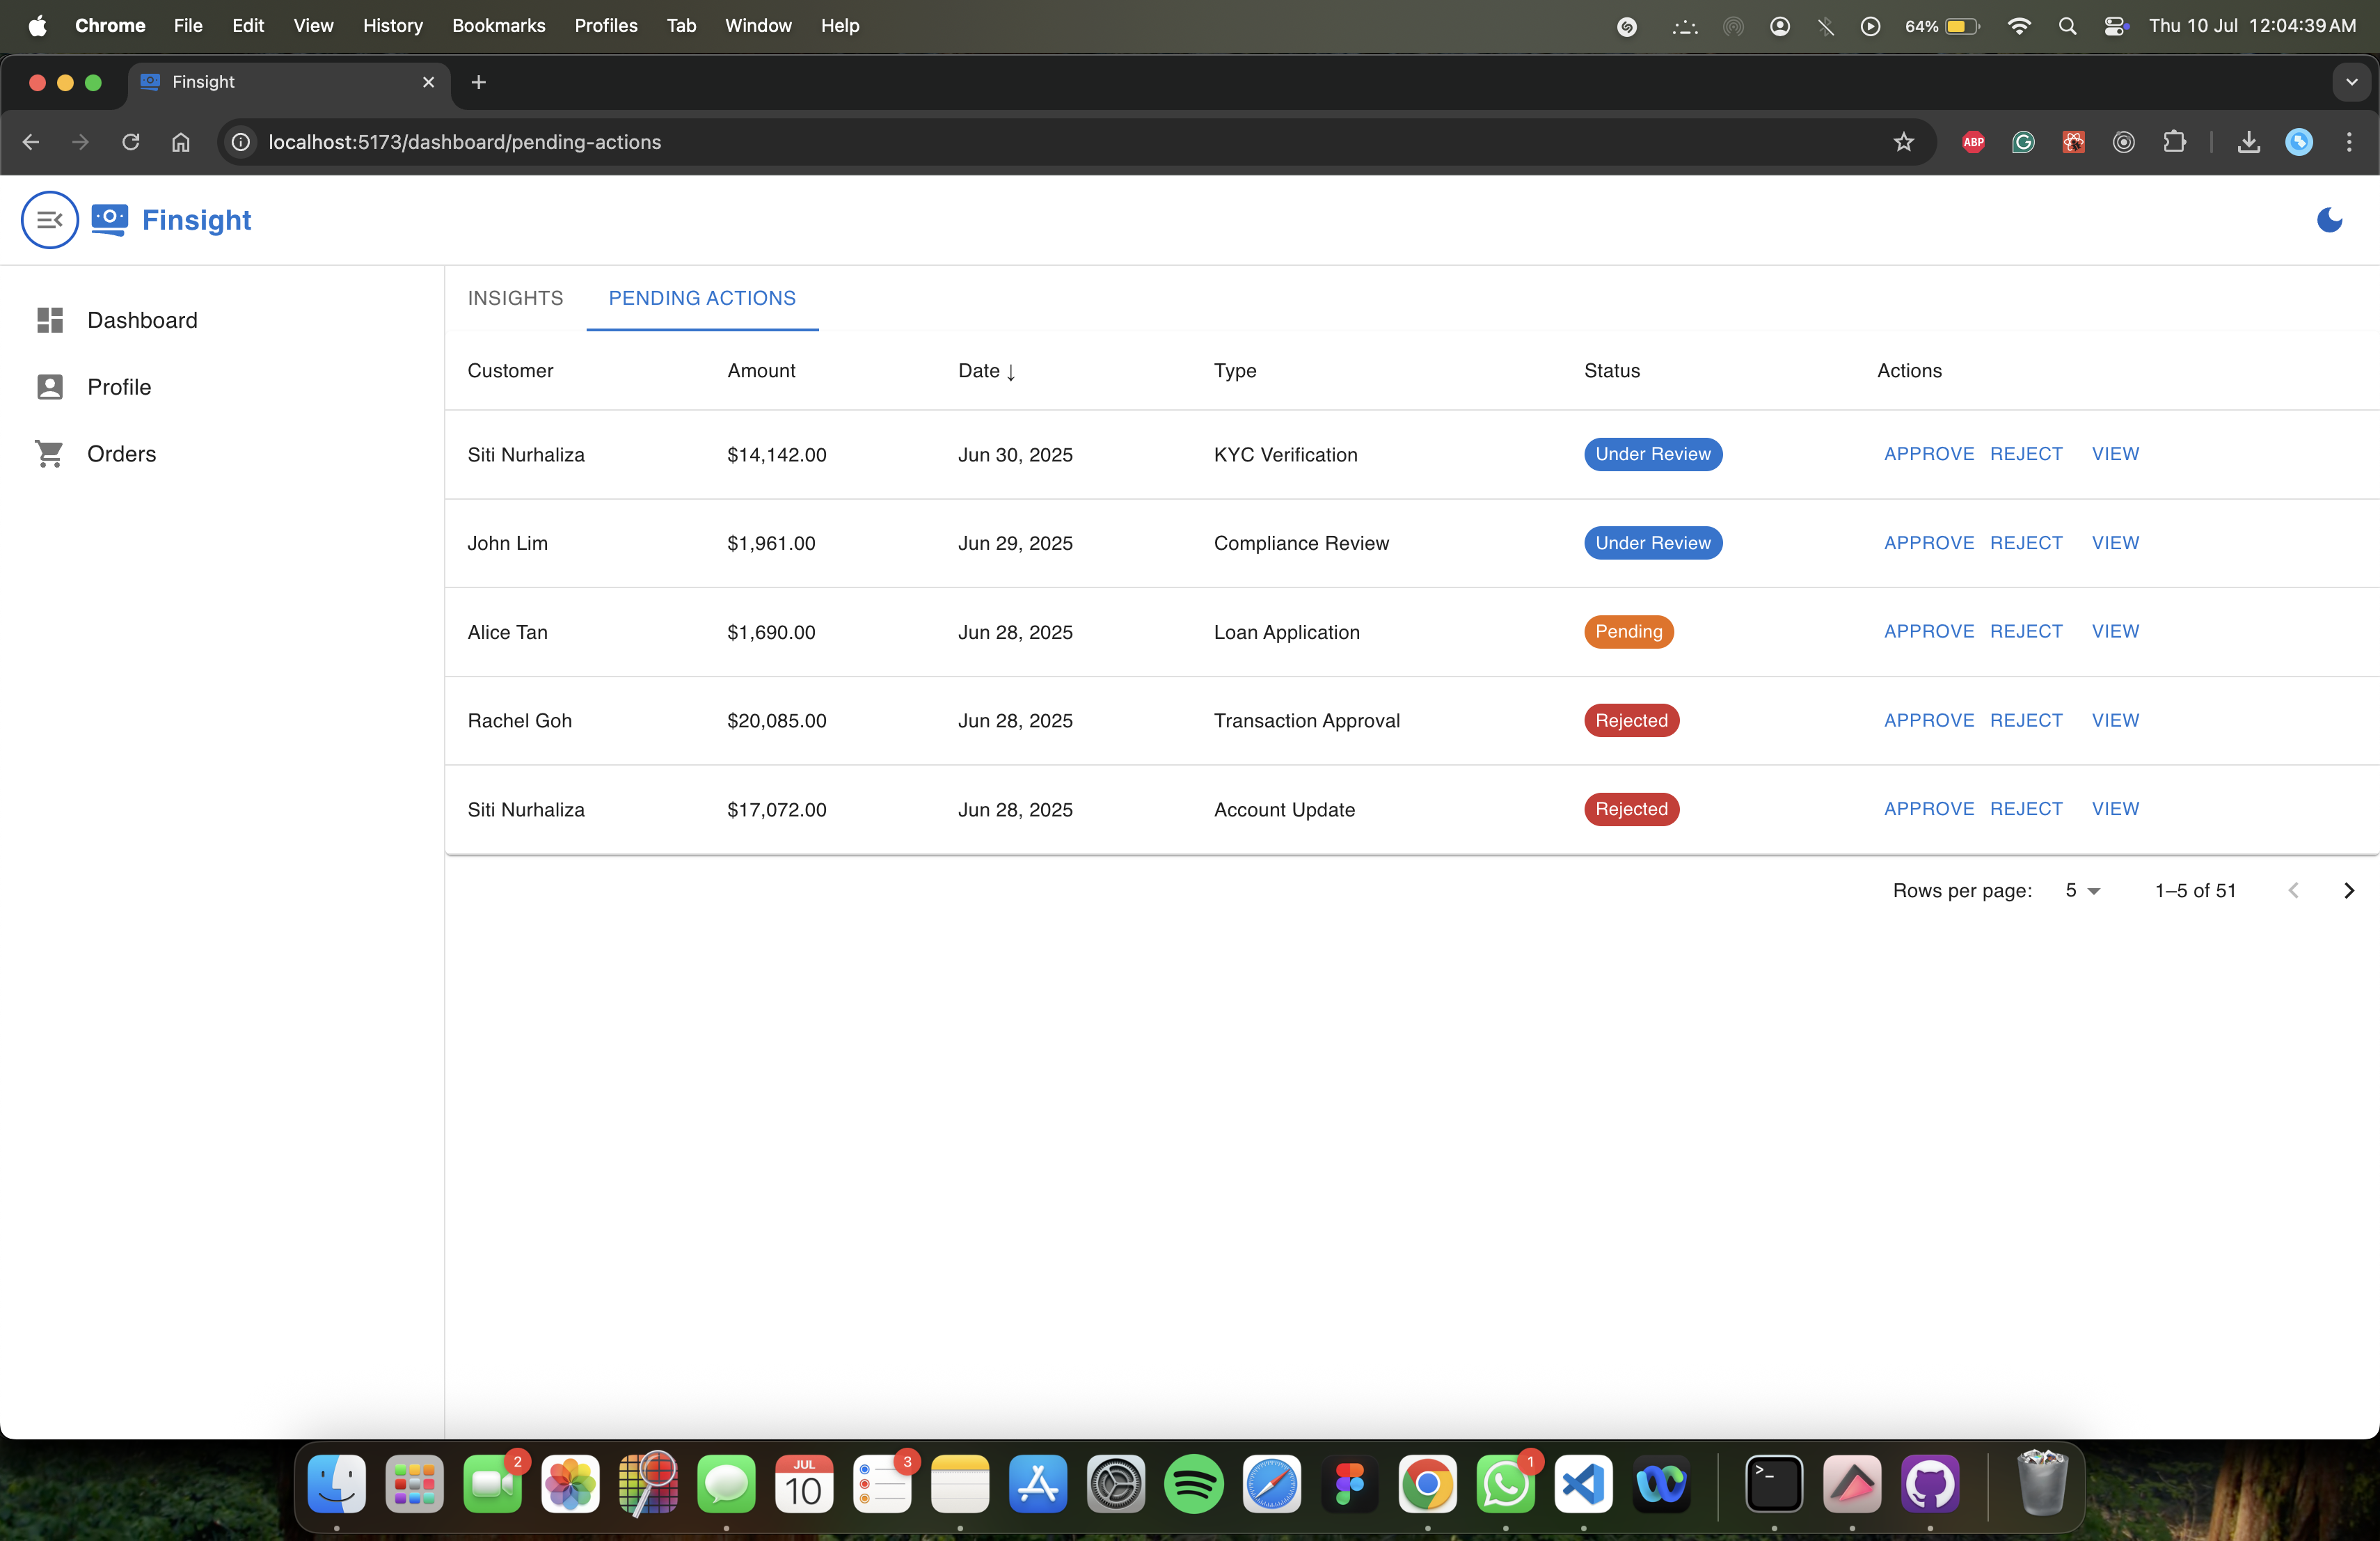 Chrome File Edit View History Bookmarks Profiles Tab Window Help 64% Thu 10 Jul 12:04:39 AM
Finsight
localhost:5173/dashboard/pending-actions ABP
Finsight
Dashboard
Profile
Orders
INSIGHTS PENDING ACTIONS
Customer Amount Date ↓ Type Status Actions
Siti Nurhaliza $14,142.00 Jun 30, 2025 KYC Verification Under Review APPROVE REJECT VIEW
John Lim $1,961.00 Jun 29, 2025 Compliance Review Under Review APPROVE REJECT VIEW
Alice Tan $1,690.00 Jun 28, 2025 Loan Application Pending APPROVE REJECT VIEW
Rachel Goh $20,085.00 Jun 28, 2025 Transaction Approval Rejected APPROVE REJECT VIEW
Siti Nurhaliza $17,072.00 Jun 28, 2025 Account Update Rejected APPROVE REJECT VIEW
Rows per page: 5 1–5 of 51
2 JUL 10 3 1 >_